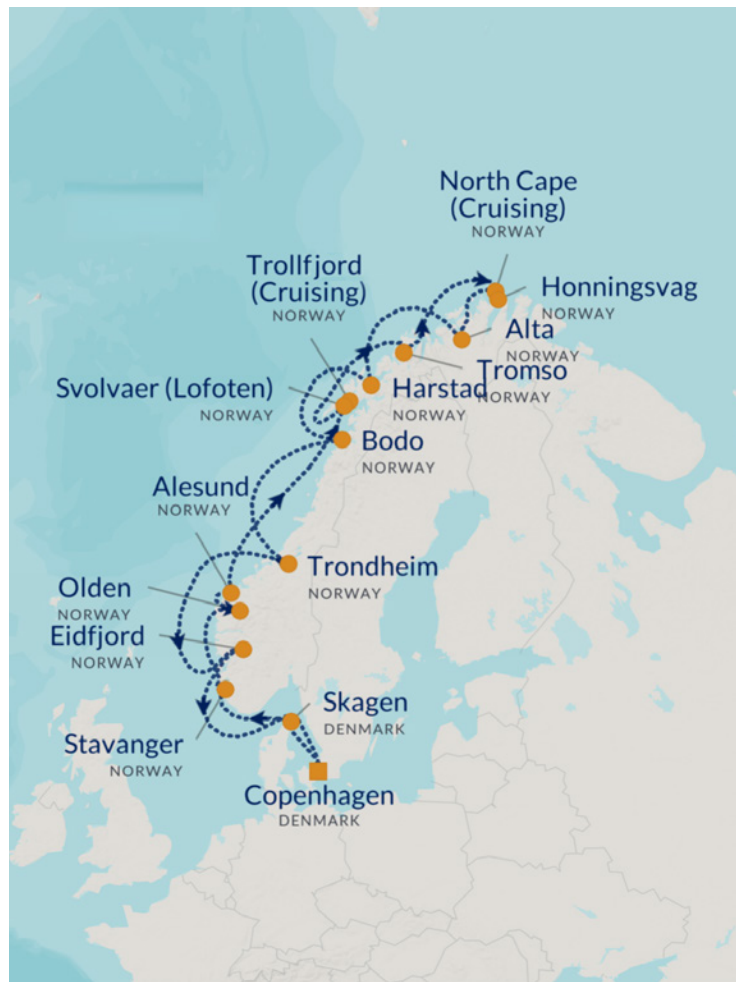 North Cape
(Cruising)
NORWAY
Trollfjord
(Cruising)
NORWAY
Honningsvag
NORWAY
Alta
NORWAY
Tromso
NORWAY
Svolvaer (Lofoten)
NORWAY
Harstad
NORWAY
Bodo
NORWAY
Alesund
NORWAY
Trondheim
NORWAY
Olden
NORWAY
Eidfjord
NORWAY
Skagen
DENMARK
Stavanger
NORWAY
Copenhagen
DENMARK